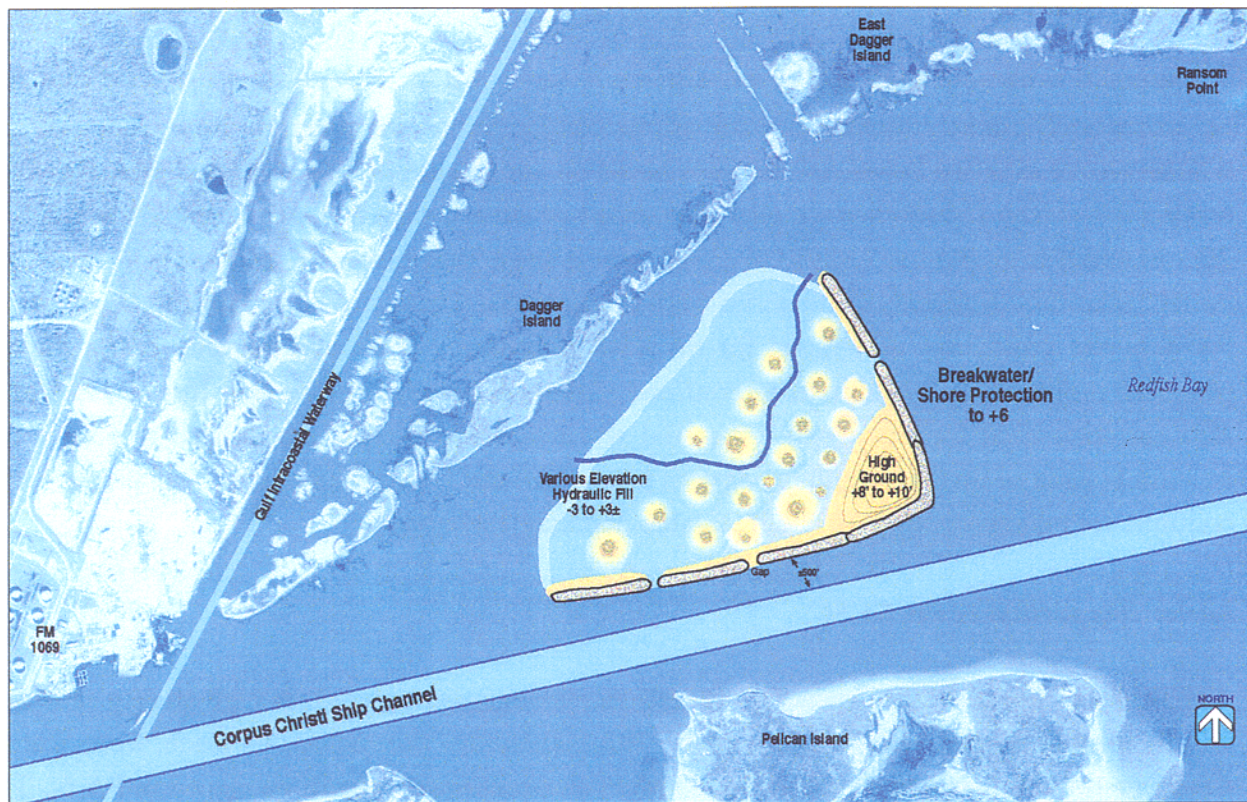 East
Dagger
Island
Ransom
Point
Dagger
Island
Gulf Intracoastal Waterway
Breakwater/
Shore Protection
to +6
Redfish Bay
High
Ground
+8' to +10'
Various Elevation
Hydraulic Fill
-3 to +3±
Gap
±500'
FM
1069
Corpus Christi Ship Channel
Pelican Island
NORTH